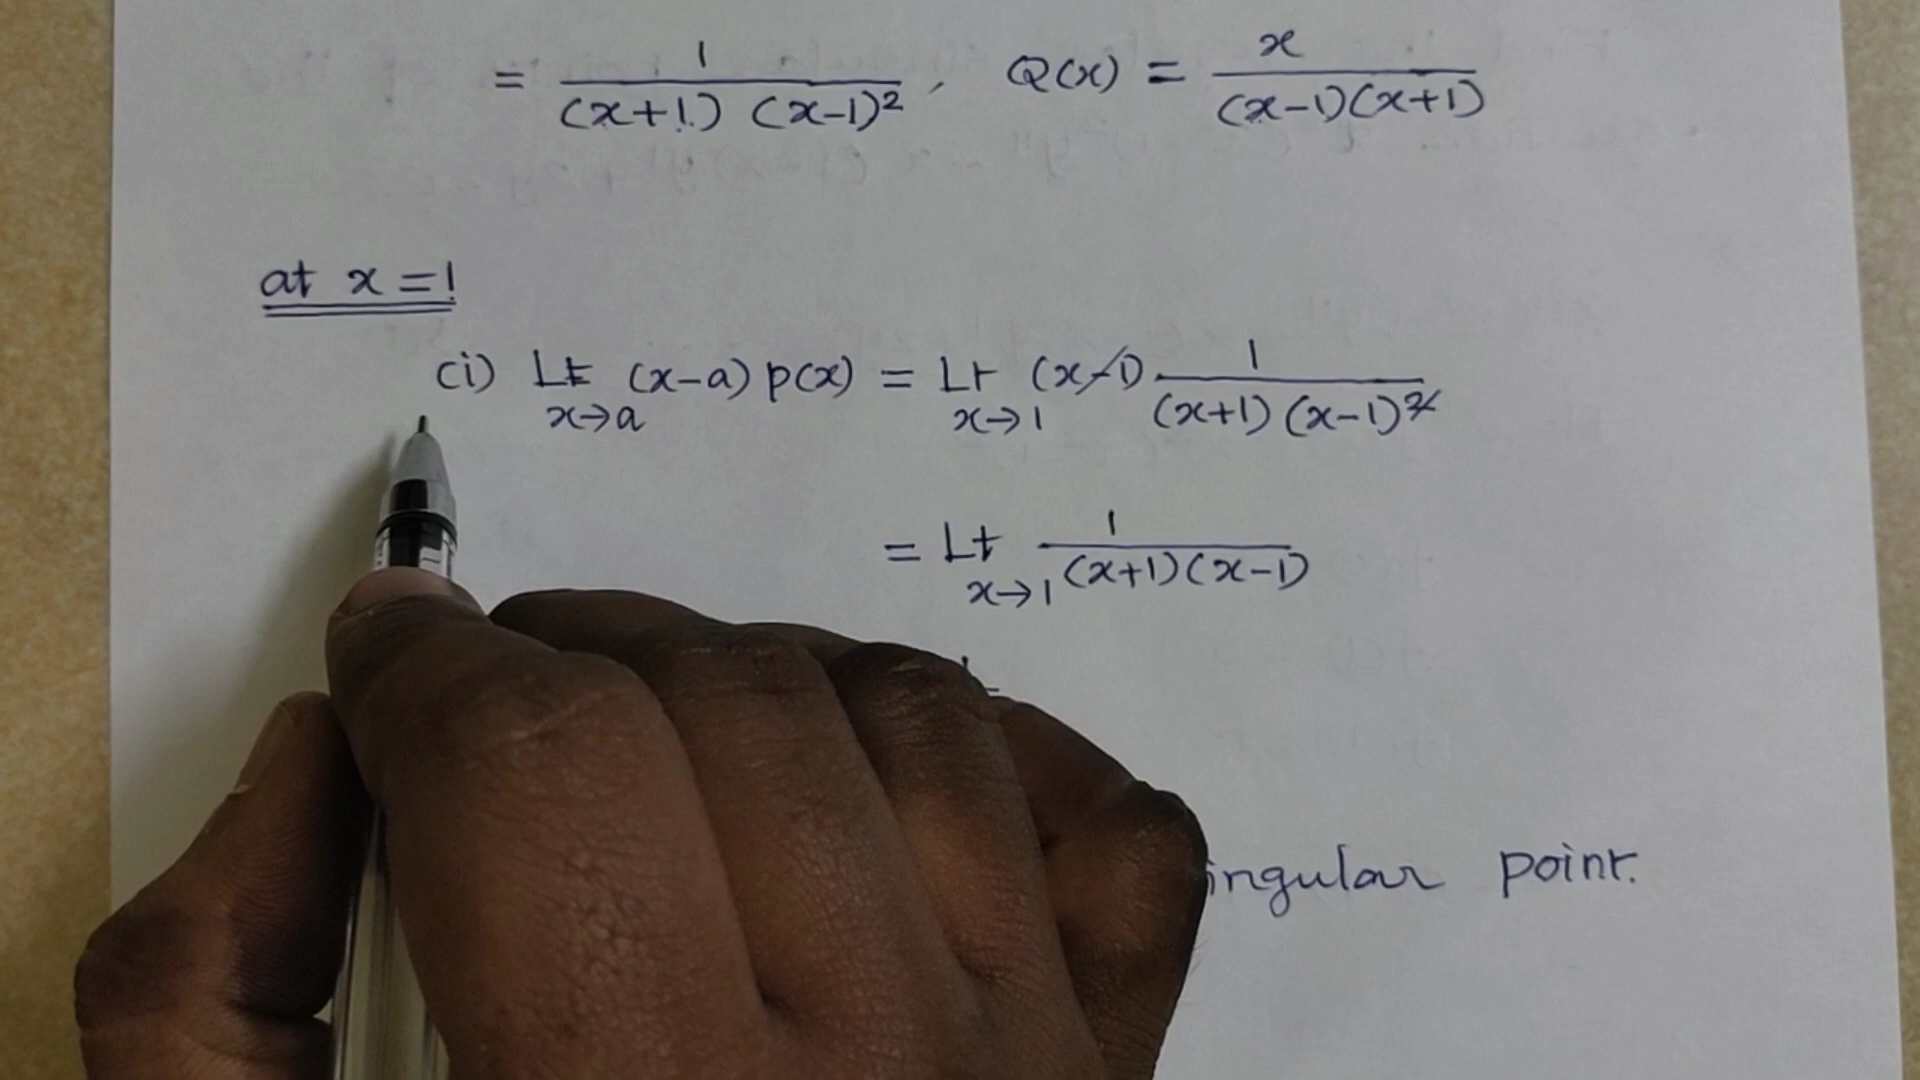 = 1/((x+1) (x-1)²), Q(x) = x/((x-1)(x+1))
at x = 1
(i) Lt x→a (x-a) p(x) = Lt x→1 (x-1) 1/((x+1) (x-1)²)
= Lt x→1 1/((x+1)(x-1))
point.